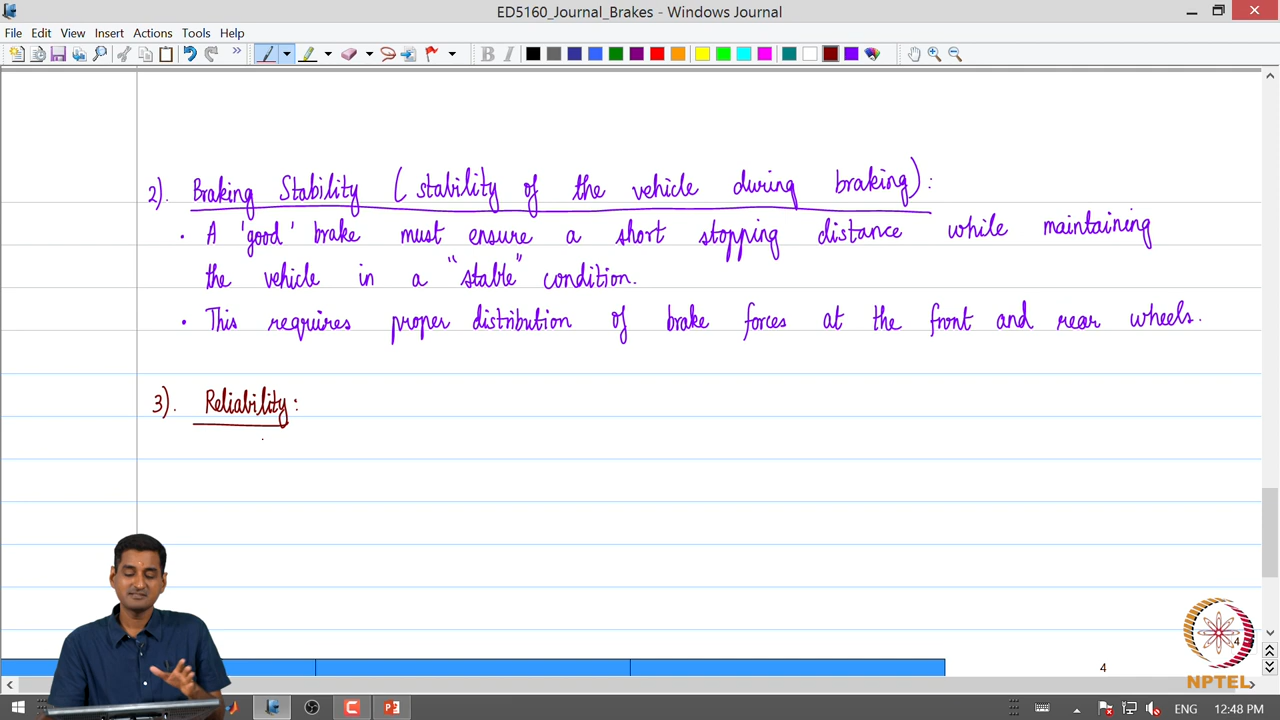 ED5160_Journal_Brakes - Windows Journal
File Edit View Insert Actions Tools Help
2). Braking Stability (stability of the vehicle during braking):
• A 'good' brake must ensure a short stopping distance while maintaining
the vehicle in a "stable" condition.
• This requires proper distribution of brake forces at the front and rear wheels.
3). Reliability:
4
4
NPTEL
ENG 12:48 PM